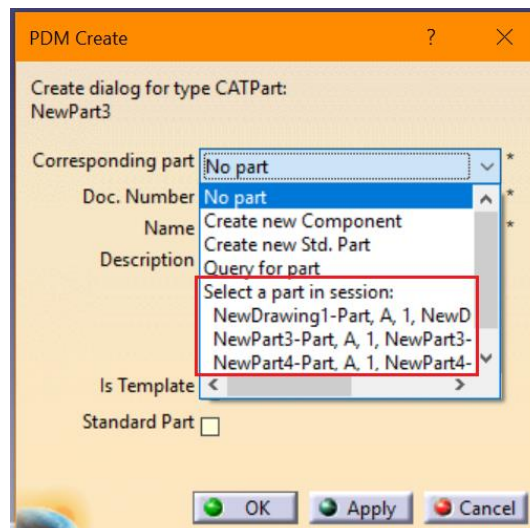 PDM Create ? ×
Create dialog for type CATPart:
NewPart3
Corresponding part No part *
Doc. Number *
Name *
Description
No part
Create new Component
Create new Std. Part
Query for part
Select a part in session:
NewDrawing1-Part, A, 1, NewD
NewPart3-Part, A, 1, NewPart3-
NewPart4-Part, A, 1, NewPart4-
Is Template
Standard Part
OK Apply Cancel